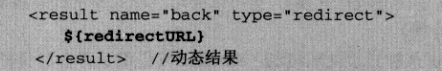 <result name="back" type="redirect">
${redirectURL}
</result> //动态结果